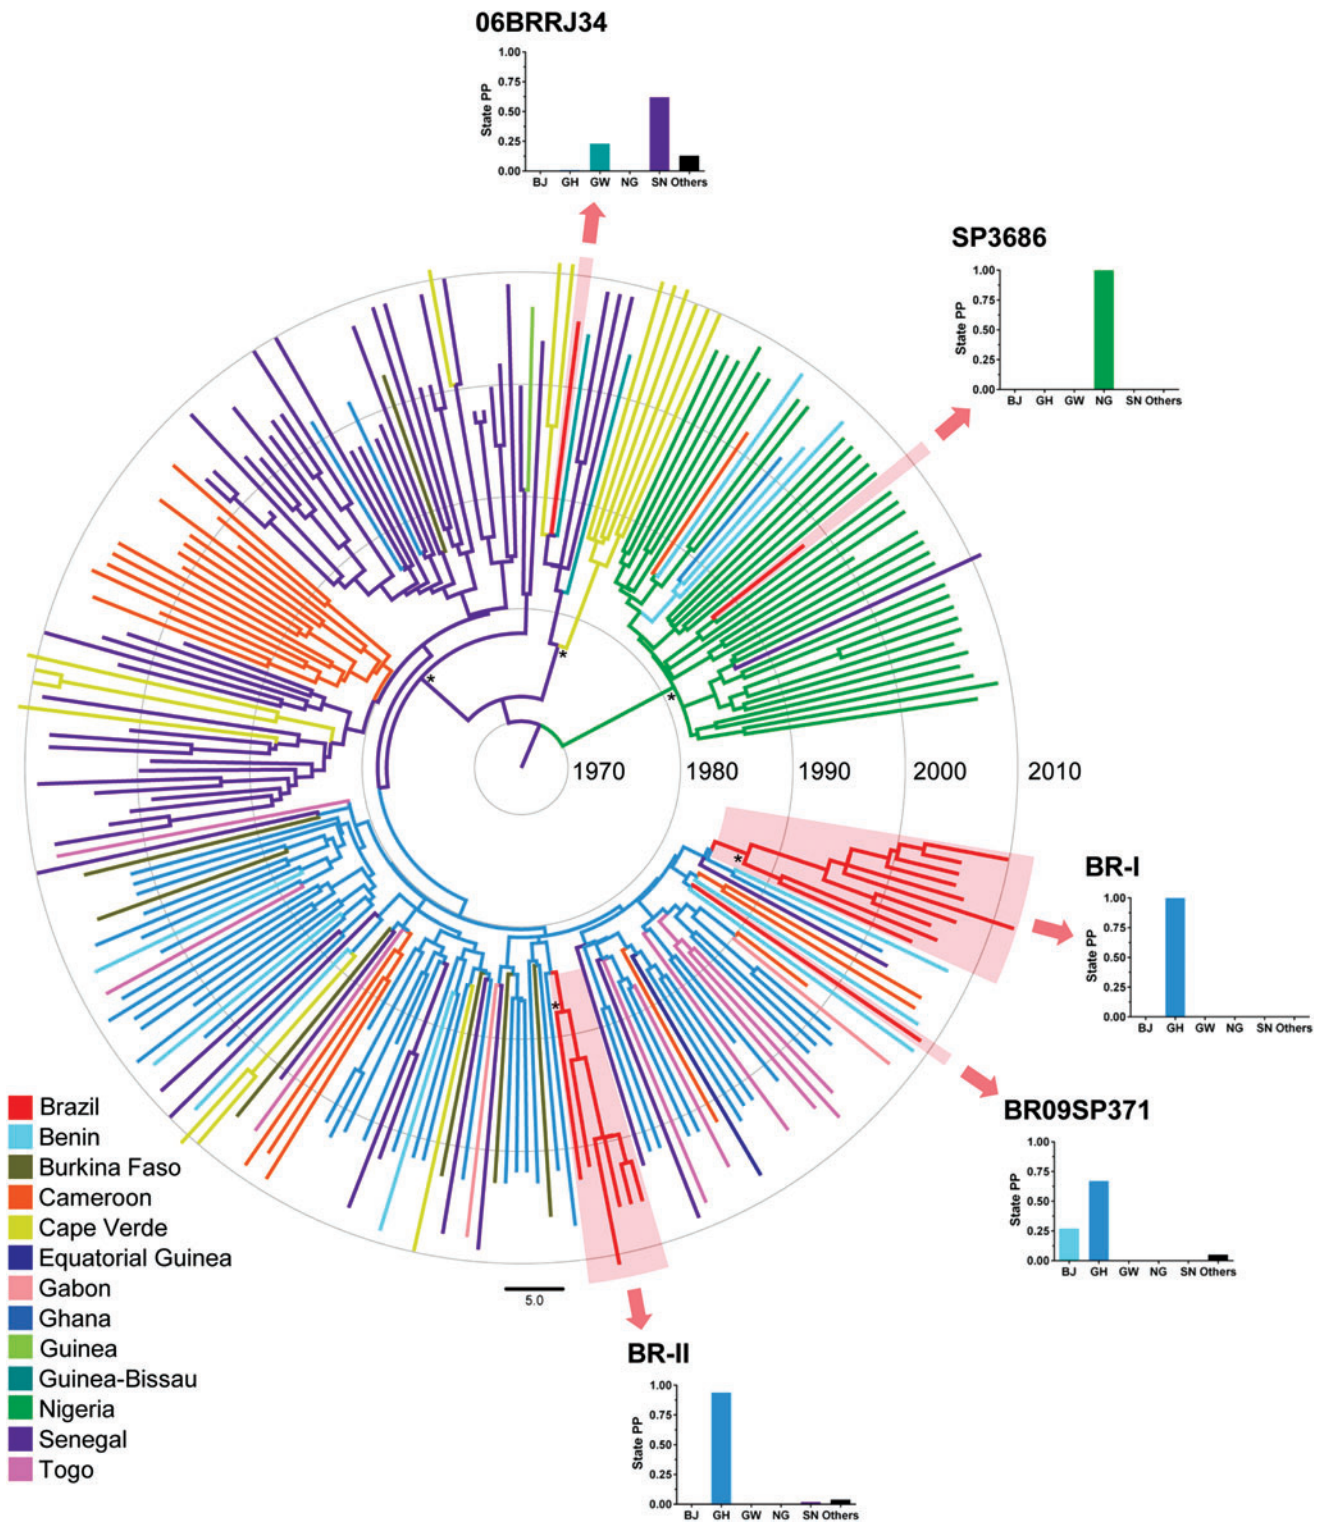 06BRRJ34
1.00
0.75
0.50
0.25
0.00
State PP
BJ GH GW NG SN Others
SP3686
1.00
0.75
0.50
0.25
0.00
State PP
BJ GH GW NG SN Others
*
*
*
1970 1980 1990 2000 2010
*
*
BR-I
1.00
0.75
0.50
0.25
0.00
State PP
BJ GH GW NG SN Others
BR09SP371
1.00
0.75
0.50
0.25
0.00
State PP
BJ GH GW NG SN Others
Brazil
Benin
Burkina Faso
Cameroon
Cape Verde
Equatorial Guinea
Gabon
Ghana
Guinea
Guinea-Bissau
Nigeria
Senegal
Togo
5.0
BR-II
1.00
0.75
0.50
0.25
0.00
State PP
BJ GH GW NG SN Others